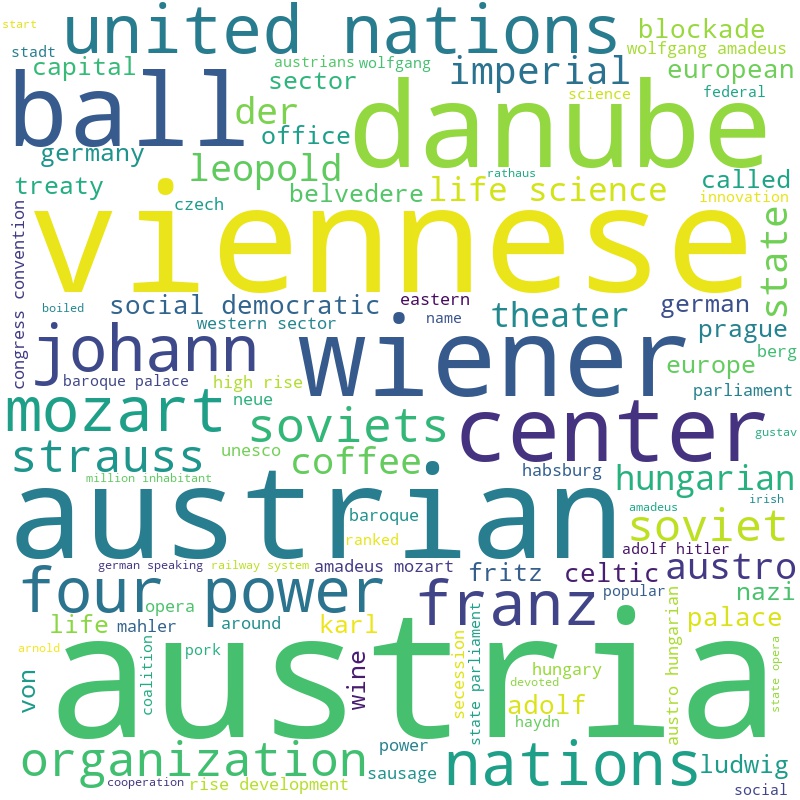 start
united nations
blockade
stadt
wolfgang amadeus
capital
austrians
wolfgang
imperial
european
sector
ball
danube
science
federal
der
office
germany
leopold
rathaus
treaty
belvedere
life science
called
innovation
czech
viennese
state
congress convention
boiled
social democratic
eastern
theater
german
western sector
name
prague
johann
wiener
berg
baroque palace
high rise
europe
parliament
mozart
neue
center
soviets
gustav
strauss
unesco
coffee
habsburg
hungarian
million inhabitant
irish
austrian
baroque
amadeus
soviet
ranked
adolf hitler
german speaking
railway system
amadeus mozart
fritz
celtic
austro
four power
franz
popular
nazi
opera
life
mahler
around
karl
palace
austria
arnold
pork
coalition
von
wine
secession
state parliament
hungary
devoted
adolf
haydn
austro hungarian
state opera
organization
power
nations
ludwig
sausage
cooperation
rise development
social